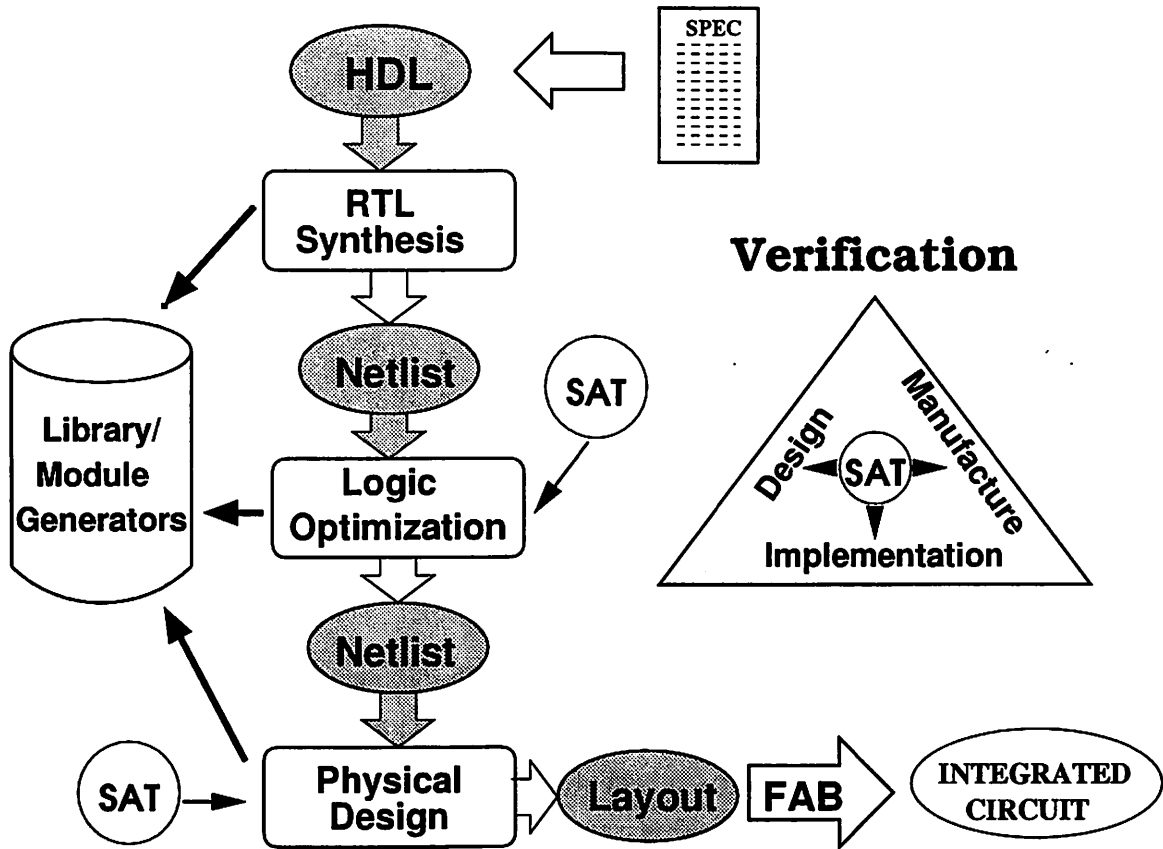 SPEC
HDL
RTL
Synthesis
Verification
Netlist
SAT
Library/
Module
Generators
Logic
Optimization
Design
SAT
Manufacture
Implementation
Netlist
SAT
Physical
Design
Layout
FAB
INTEGRATED
CIRCUIT